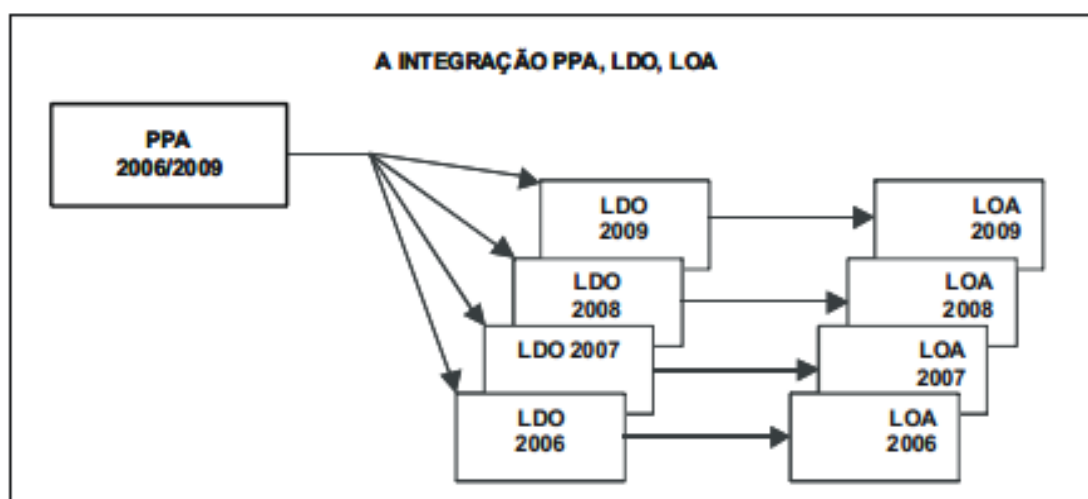 A INTEGRAÇÃO PPA, LDO, LOA
PPA
2006/2009
LDO
2009
LOA
2009
LDO
2008
LOA
2008
LDO 2007
LOA
2007
LDO
2006
LOA
2006